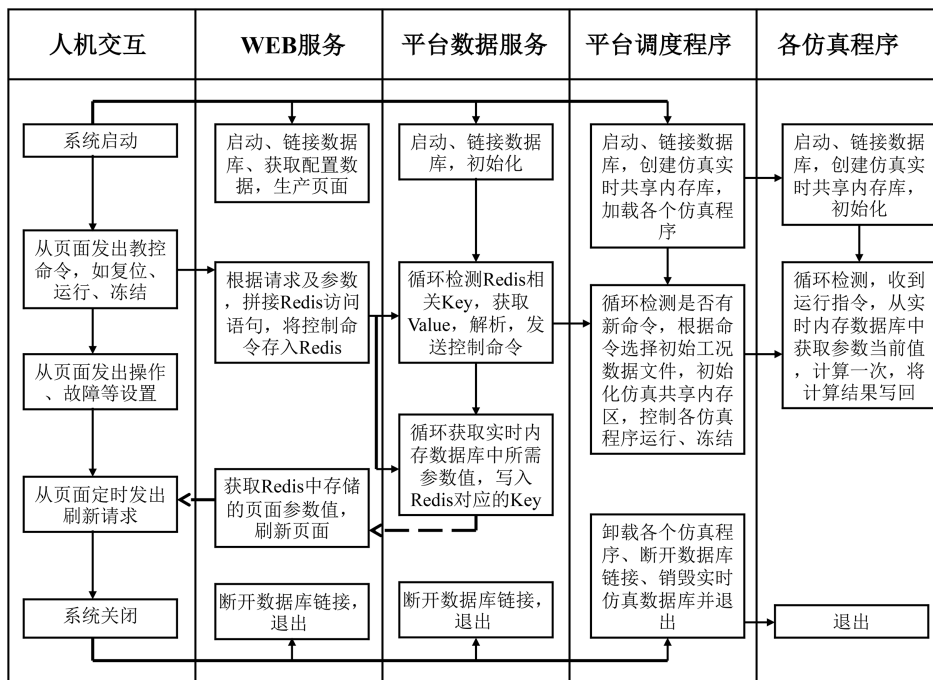 人机交互
WEB服务
平台数据服务
平台调度程序
各仿真程序
系统启动
从页面发出教控
命令，如复位、
运行、冻结
从页面发出操作
、故障等设置
从页面定时发出
刷新请求
系统关闭
启动、链接数据
库、获取配置数
据，生产页面
根据请求及参数
，拼接Redis访问
语句，将控制命
令存入Redis
获取Redis中存储
的页面参数值，
刷新页面
断开数据库链接，
退出
启动、链接数据
库，初始化
循环检测Redis相
关Key，获取
Value，解析，发
送控制命令
循环获取实时内
存数据库中所需
参数值，写入
Redis对应的Key
断开数据库链接，
退出
启动、链接数据
库，创建仿真实
时共享内存库，
加载各个仿真程
序
循环检测是否有
新命令，根据命
令选择初始工况
数据文件，初始
化仿真共享内存
区，控制各仿真
程序运行、冻结
卸载各个仿真程
序、断开数据库
链接、销毁实时
仿真数据库并退
出
启动、链接数据
库，创建仿真实
时共享内存库，
初始化
循环检测，收到
运行指令，从实
时内存数据库中
获取参数当前值
，计算一次，将
计算结果写回
退出